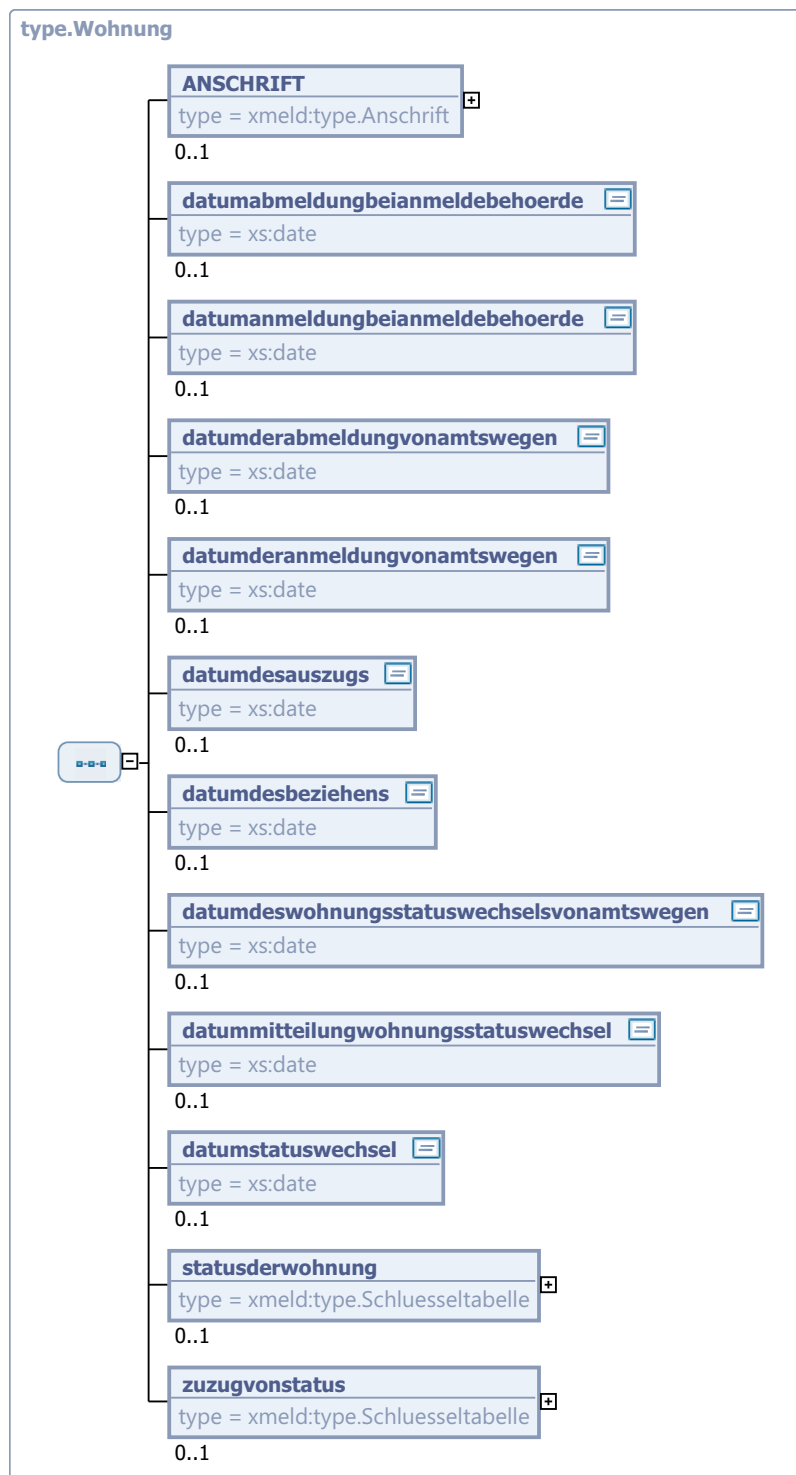 type.Wohnung
ANSCHRIFT
type = xmeld:type.Anschrift
0..1
datumabmeldungbeianmeldebehoerde
type = xs:date
0..1
datumanmeldungbeianmeldebehoerde
type = xs:date
0..1
datumderabmeldungvonamtswegen
type = xs:date
0..1
datumderanmeldungvonamtswegen
type = xs:date
0..1
datumdesauszugs
type = xs:date
0..1
datumdesbeziehens
type = xs:date
0..1
datumdeswohnungsstatuswechselsvonamtswegen
type = xs:date
0..1
datummitteilungwohnungsstatuswechsel
type = xs:date
0..1
datumstatuswechsel
type = xs:date
0..1
statusderwohnung
type = xmeld:type.Schluesseltabelle
0..1
zuzugvonstatus
type = xmeld:type.Schluesseltabelle
0..1